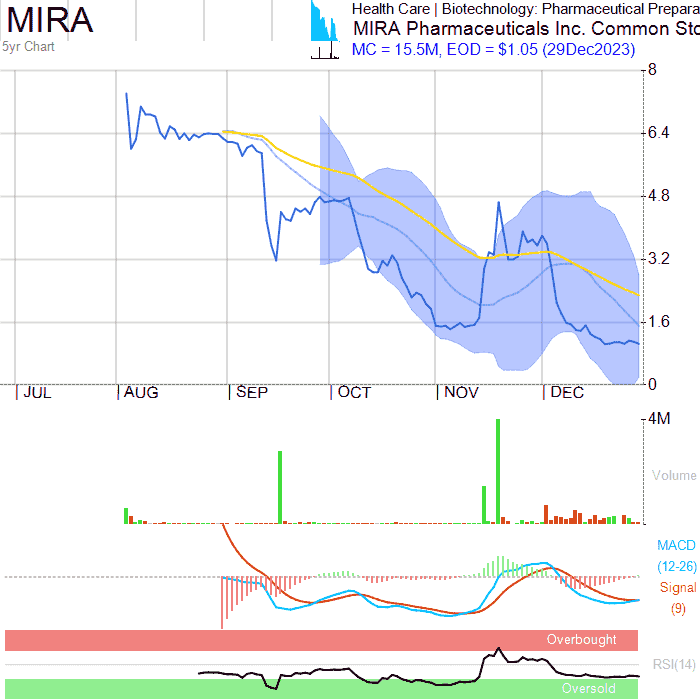 MIRA
5yr Chart
Health Care | Biotechnology: Pharmaceutical Prepara
MIRA Pharmaceuticals Inc. Common Sto
MC = 15.5M, EOD = $1.05 (29Dec2023)
8
6.4
4.8
3.2
1.6
0
JUL AUG SEP OCT NOV DEC
4M
Volume
MACD
(12-26)
Signal
(9)
Overbought
RSI(14)
Oversold